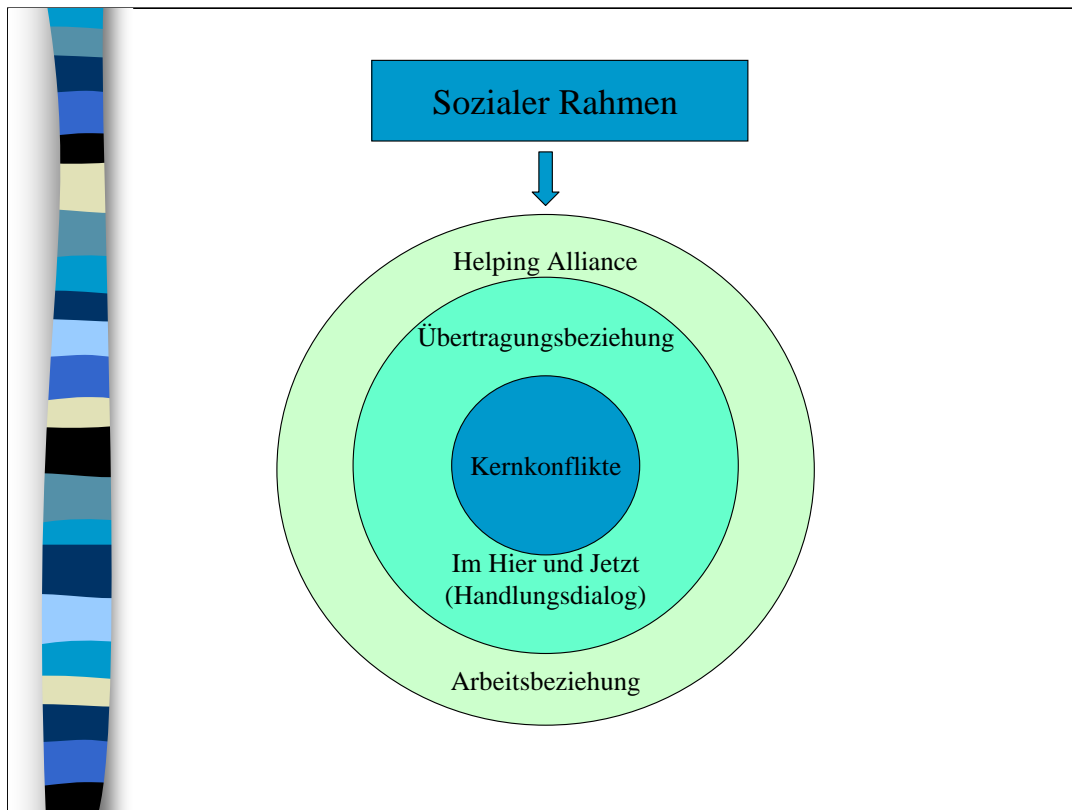 Sozialer Rahmen
Helping Alliance
Übertragungsbeziehung
Kernkonflikte
Im Hier und Jetzt
(Handlungsdialog)
Arbeitsbeziehung